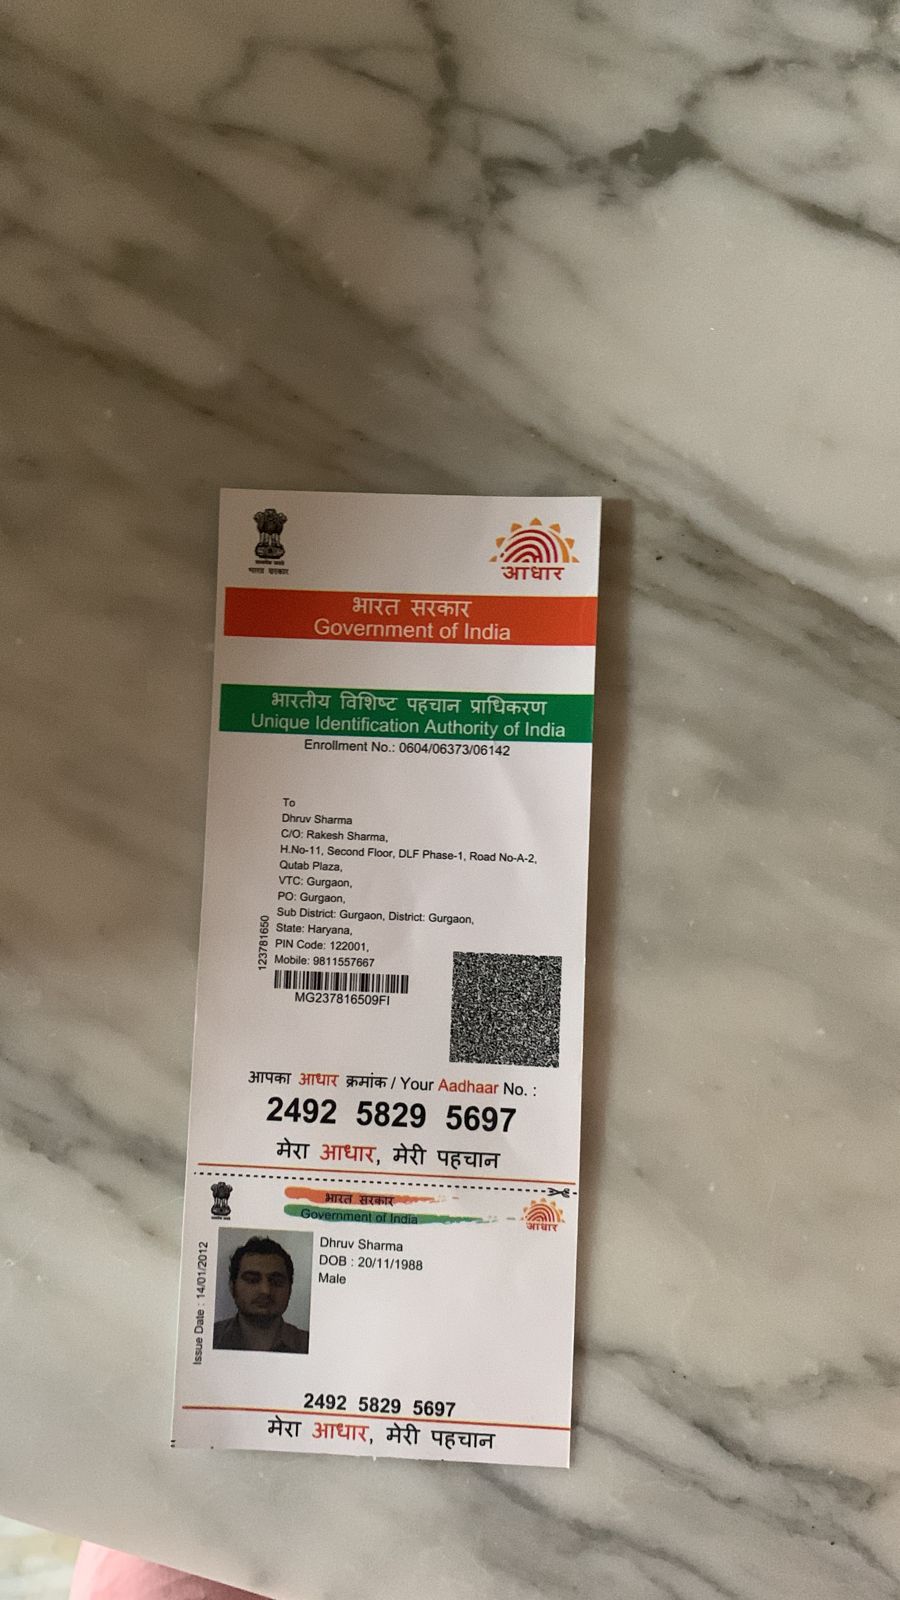 भारत सरकार
आधार
भारत सरकार
Government of India
भारतीय विशिष्ट पहचान प्राधिकरण
Unique Identification Authority of India
Enrollment No.: 0604/06373/06142
To
Dhruv Sharma
C/O: Rakesh Sharma,
H.No-11, Second Floor, DLF Phase-1, Road No-A-2,
Qutab Plaza,
VTC: Gurgaon,
PO: Gurgaon,
Sub District: Gurgaon, District: Gurgaon,
State: Haryana,
PIN Code: 122001,
Mobile: 9811557667
123781650
MG237816509FI
आपका आधार क्रमांक / Your Aadhaar No. :
2492 5829 5697
मेरा आधार, मेरी पहचान
भारत सरकार
Government of India
आधार
Issue Date : 14/01/2012
Dhruv Sharma
DOB : 20/11/1988
Male
2492 5829 5697
मेरा आधार, मेरी पहचान